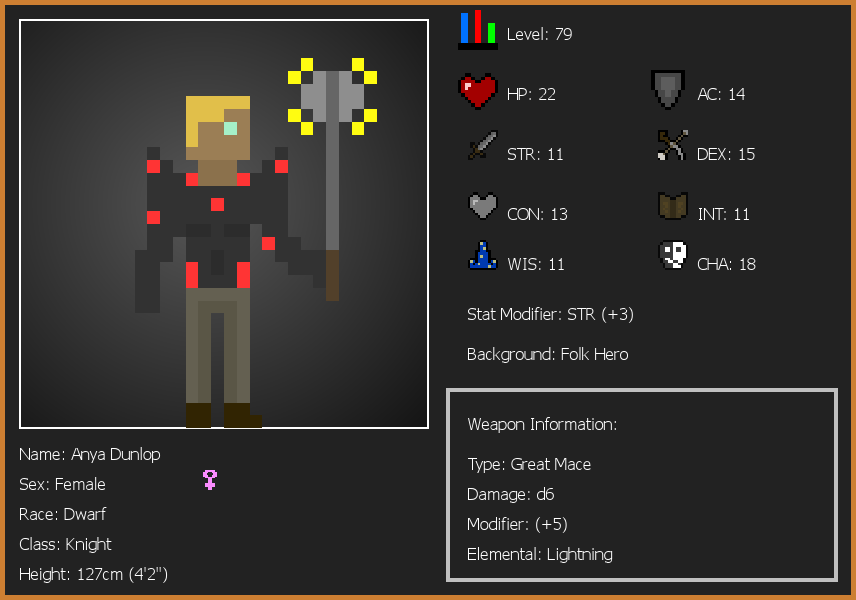 Level: 79
HP: 22
AC: 14
STR: 11
DEX: 15
CON: 13
INT: 11
WIS: 11
CHA: 18
Stat Modifier: STR (+3)
Background: Folk Hero
Weapon Information:
Type: Great Mace
Damage: d6
Modifier: (+5)
Elemental: Lightning
Name: Anya Dunlop
Sex: Female
Race: Dwarf
Class: Knight
Height: 127cm (4'2")